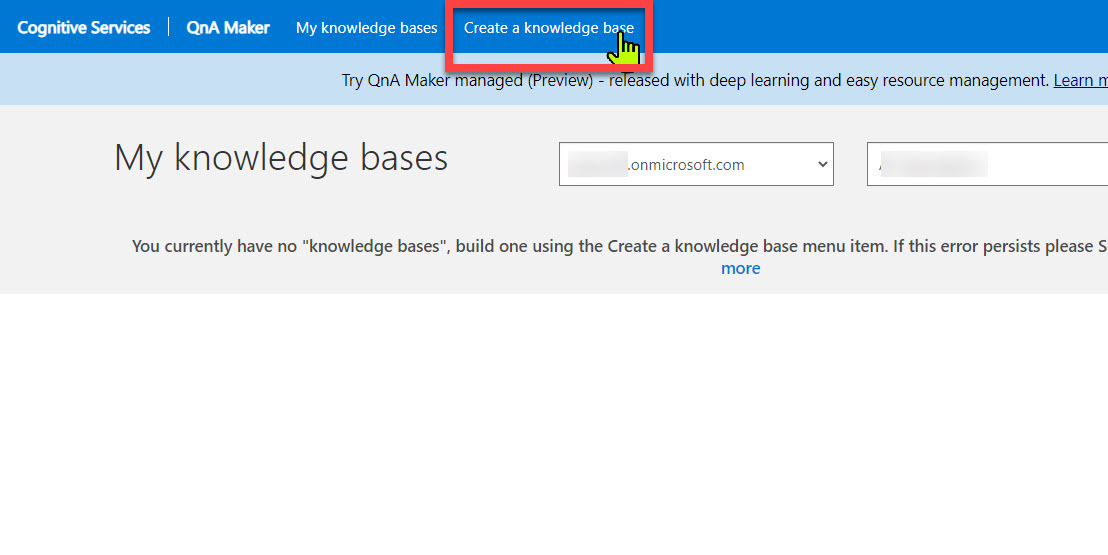 Cognitive Services QnA Maker My knowledge bases Create a knowledge base
Try QnA Maker managed (Preview) - released with deep learning and easy resource management. Learn m
My knowledge bases
.onmicrosoft.com
You currently have no "knowledge bases", build one using the Create a knowledge base menu item. If this error persists please S
more